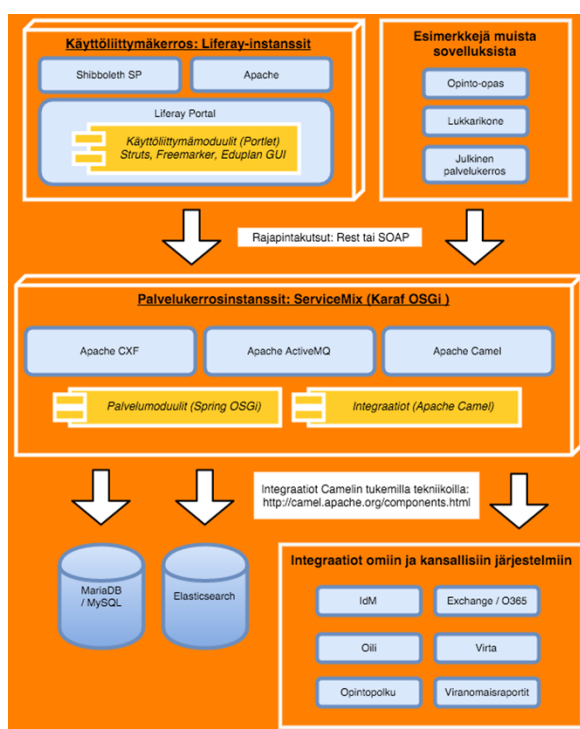 Käyttöliittymäkerros: Liferay-instanssit
Shibboleth SP
Apache
Liferay Portal
Käyttöliittymämoduulit (Portlet)
Struts, Freemarker, Eduplan GUI
Esimerkkejä muista
sovelluksista
Opinto-opas
Lukkarikone
Julkinen
palvelukerros
Rajapintakutsut: Rest tai SOAP
Palvelukerrosinstanssit: ServiceMix (Karaf OSGi )
Apache CXF
Apache ActiveMQ
Apache Camel
Palvelumoduulit (Spring OSGi)
Integraatiot (Apache Camel)
Integraatiot Camelin tukemilla tekniikoilla:
http://camel.apache.org/components.html
MariaDB
/ MySQL
Elasticsearch
Integraatiot omiin ja kansallisiin järjestelmiin
IdM
Exchange / O365
Oili
Virta
Opintopolku
Viranomaisraportit